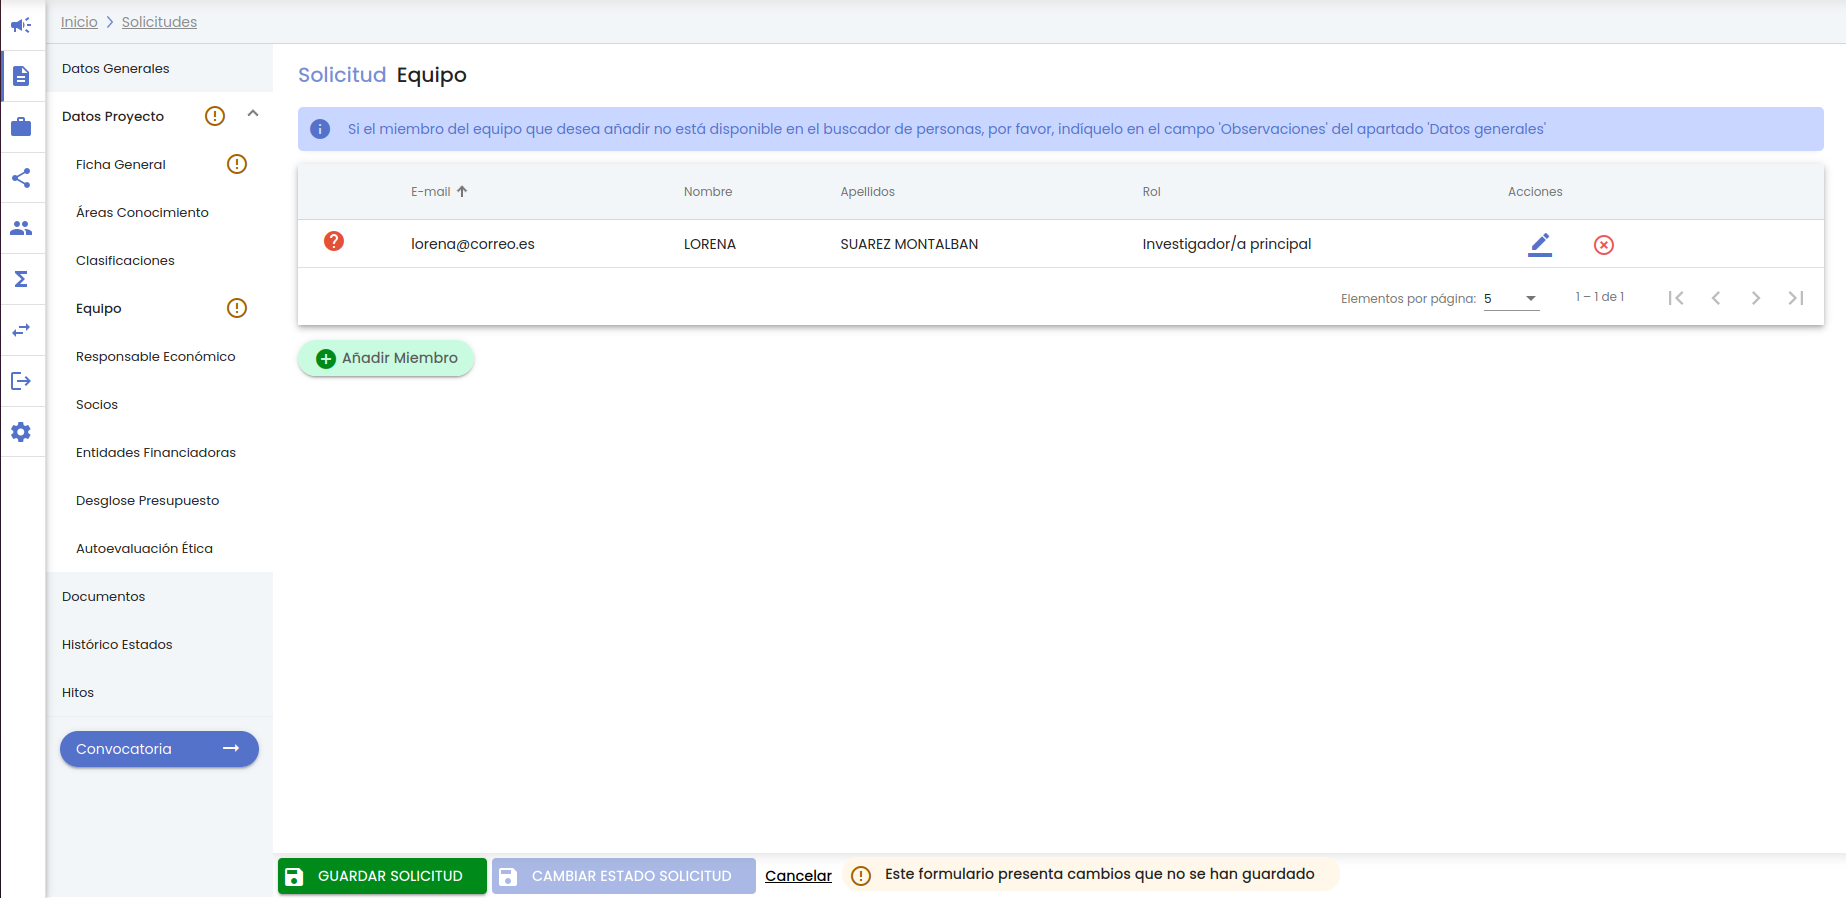 Inicio > Solicitudes
Datos Generales
Datos Proyecto
Ficha General
Áreas Conocimiento
Clasificaciones
Equipo
Responsable Económico
Socios
Entidades Financiadoras
Desglose Presupuesto
Autoevaluación Ética
Documentos
Histórico Estados
Hitos
Convocatoria
Solicitud Equipo
Si el miembro del equipo que desea añadir no está disponible en el buscador de personas, por favor, indíquelo en el campo 'Observaciones' del apartado 'Datos generales'
E-mail Nombre Apellidos Rol Acciones
lorena@correo.es LORENA SUAREZ MONTALBAN Investigador/a principal
Elementos por página: 5 1 – 1 de 1
Añadir Miembro
GUARDAR SOLICITUD CAMBIAR ESTADO SOLICITUD Cancelar Este formulario presenta cambios que no se han guardado